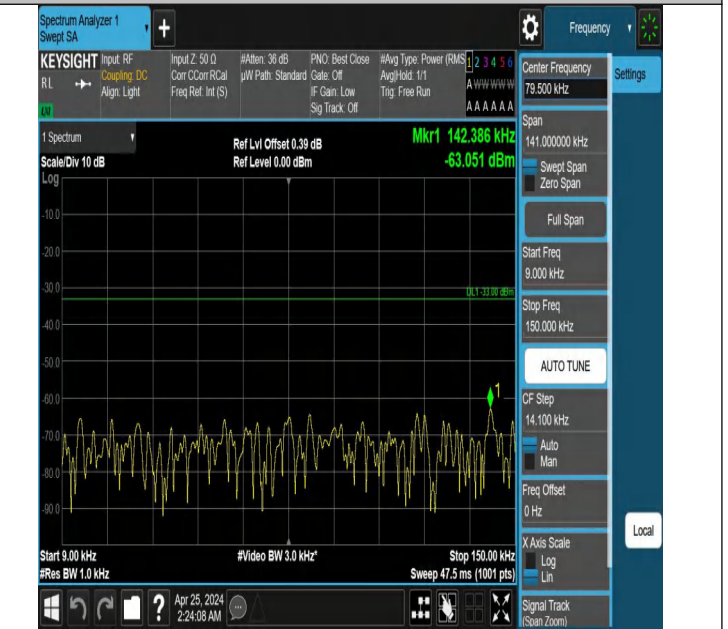 Spectrum Analyzer 1
Swept SA
+
Frequency
KEYSIGHT
RL
Input: RF
Coupling: DC
Align: Light
Input Z: 50 Ω
Corr CCorr RCal
Freq Ref: Int (S)
#Atten: 36 dB
µW Path: Standard
PNO: Best Close
Gate: Off
IF Gain: Low
Sig Track: Off
#Avg Type: Power (RMS
Avg|Hold: 1/1
Trig: Free Run
1 2 3 4 5 6
A W W W W W
A A A A A A
1 Spectrum
Scale/Div 10 dB
Log
Ref Lvl Offset 0.39 dB
Ref Level 0.00 dBm
Mkr1 142.386 kHz
-63.051 dBm
-10.0
-20.0
-30.0
-40.0
-50.0
-60.0
-70.0
-80.0
-90.0
DL1 -33.00 dBm
1
Start 9.00 kHz
#Res BW 1.0 kHz
#Video BW 3.0 kHz*
Stop 150.00 kHz
Sweep 47.5 ms (1001 pts)
Center Frequency
79.500 kHz
Settings
Span
141.000000 kHz
Swept Span
Zero Span
Full Span
Start Freq
9.000 kHz
Stop Freq
150.000 kHz
AUTO TUNE
CF Step
14.100 kHz
Auto
Man
Freq Offset
0 Hz
X Axis Scale
Log
Lin
Signal Track
(Span Zoom)
Local
?
Apr 25, 2024
2:24:08 AM